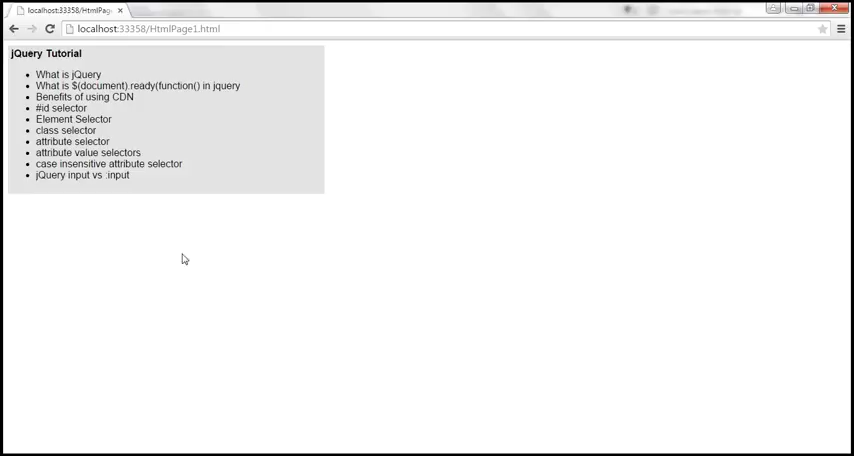 localhost:33358/HtmlPag
localhost:33358/HtmlPage1.html
jQuery Tutorial
What is jQuery
What is $(document).ready(function() in jquery
Benefits of using CDN
#id selector
Element Selector
class selector
attribute selector
attribute value selectors
case insensitive attribute selector
jQuery input vs :input